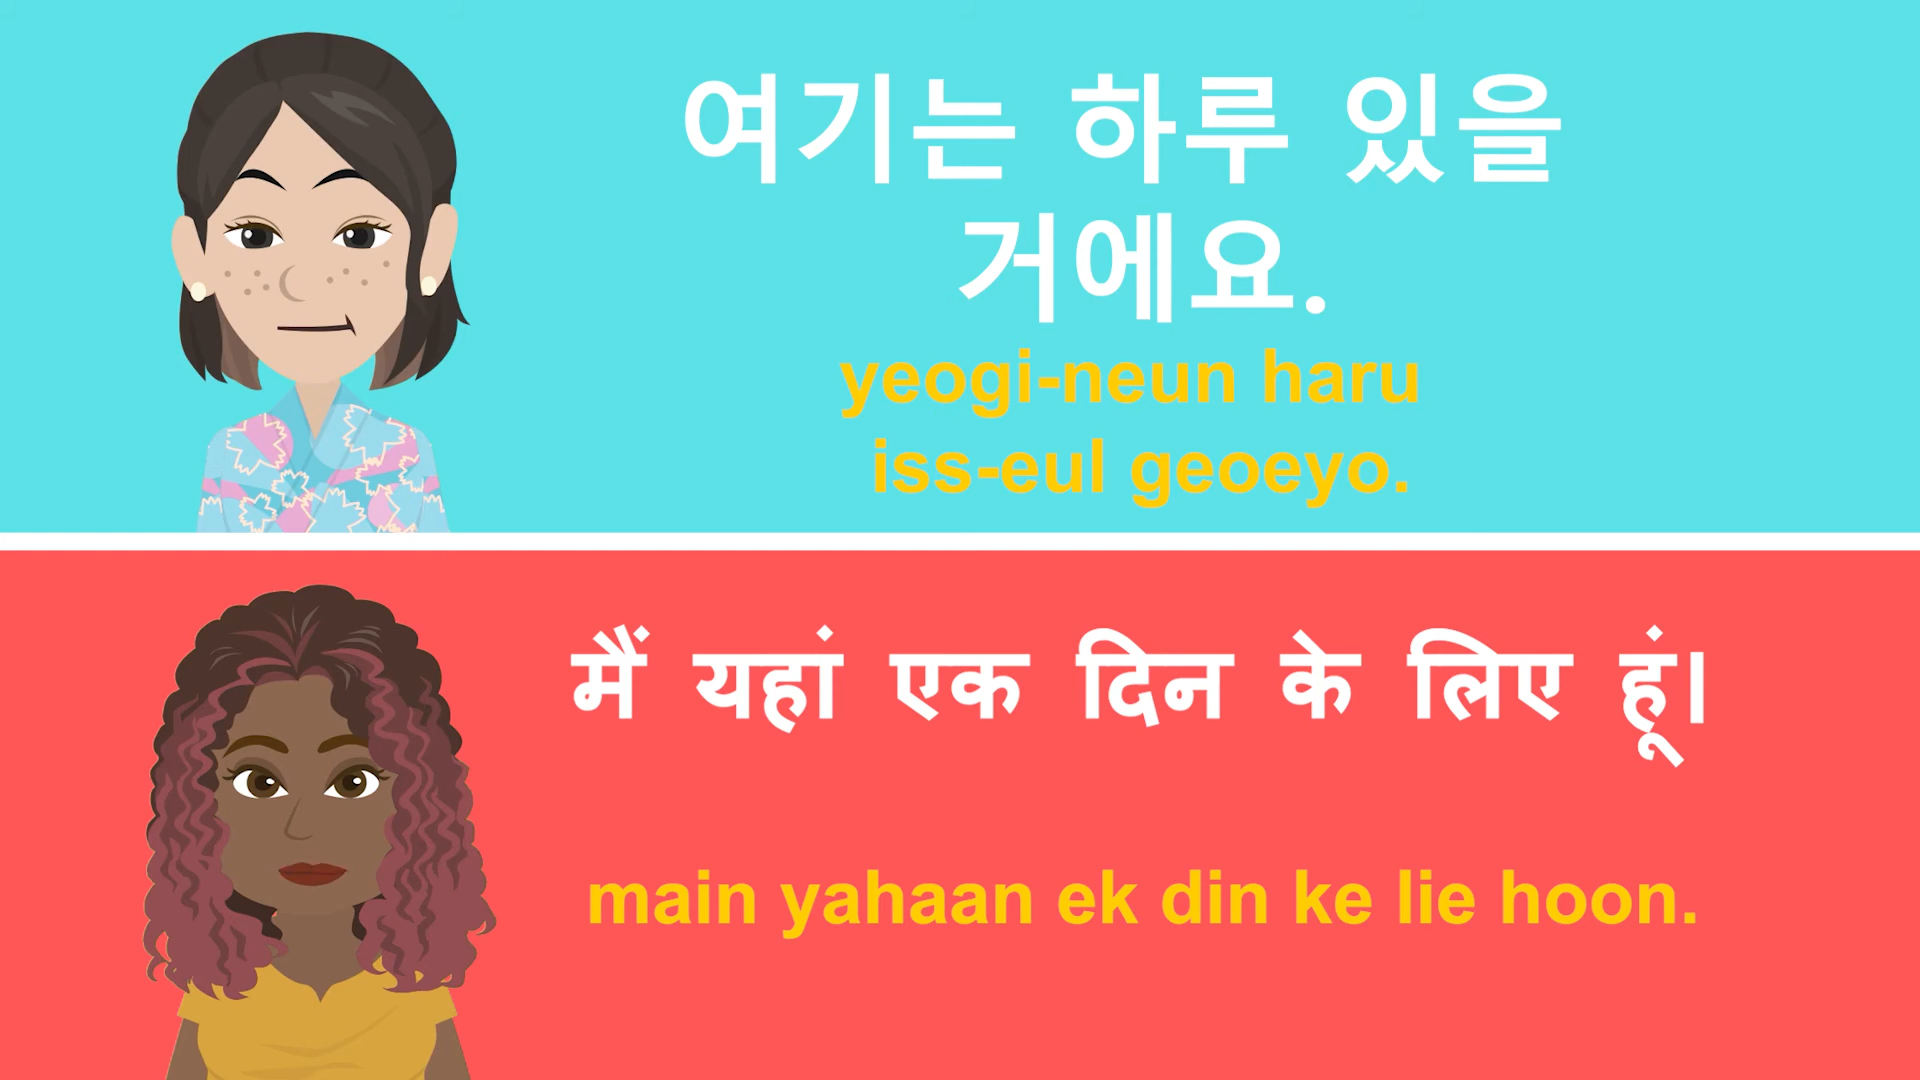 여기는 하루 있을
거에요.
yeogi-neun haru
iss-eul geoeyo.
मैं यहां एक दिन के लिए हूं।
main yahaan ek din ke lie hoon.